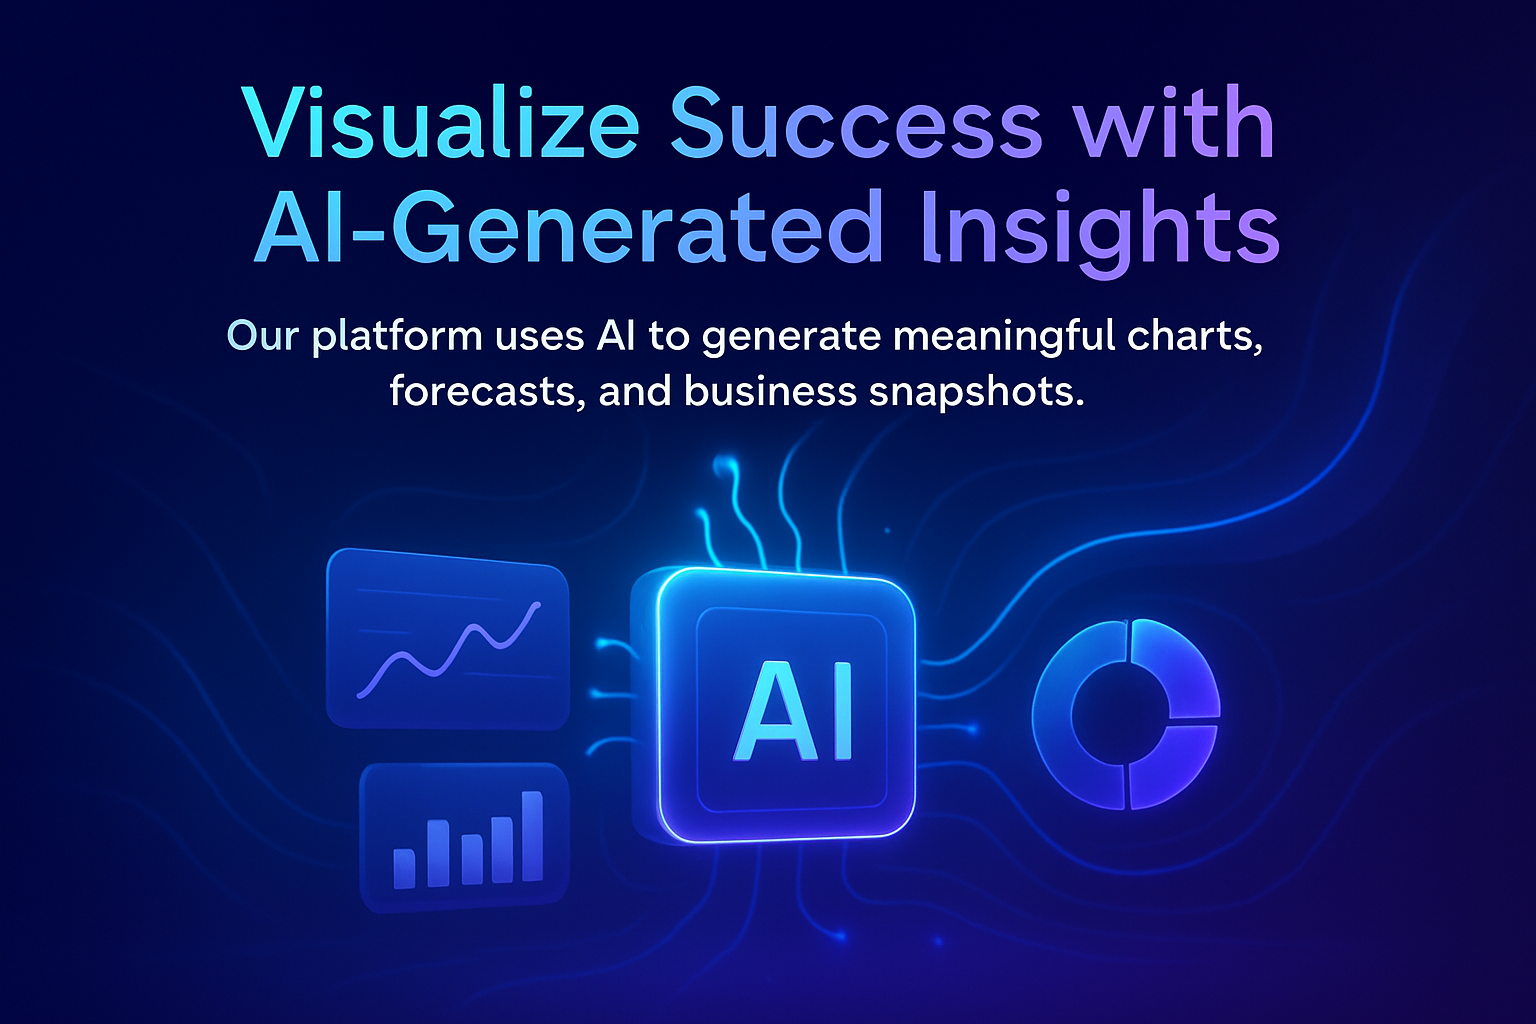 Visualize Success with
AI-Generated Insights
Our platform uses AI to generate meaningful charts,
forecasts, and business snapshots.
AI